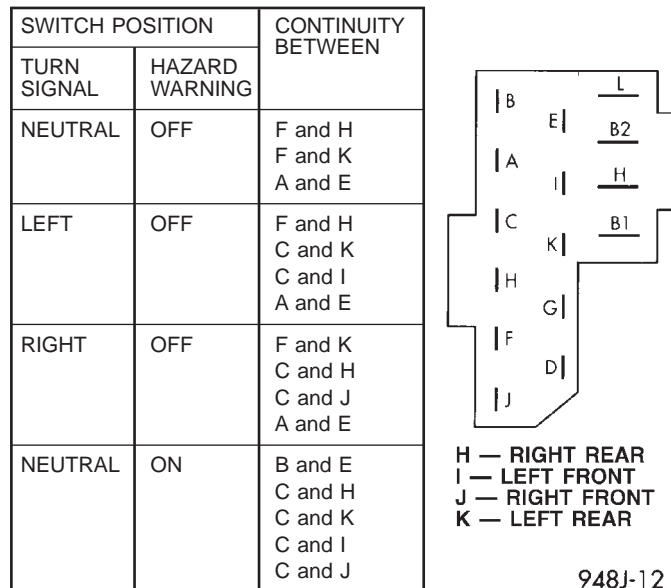 SWITCH POSITION CONTINUITY BETWEEN
TURN SIGNAL HAZARD WARNING
NEUTRAL OFF F and H
F and K
A and E
LEFT OFF F and H
C and K
C and I
A and E
RIGHT OFF F and K
C and H
C and J
A and E
NEUTRAL ON B and E
C and H
C and K
C and I
C and J
B
E
L
A
B2
I
H
C
K
B1
H
G
F
D
J
H — RIGHT REAR
I — LEFT FRONT
J — RIGHT FRONT
K — LEFT REAR
948J-12